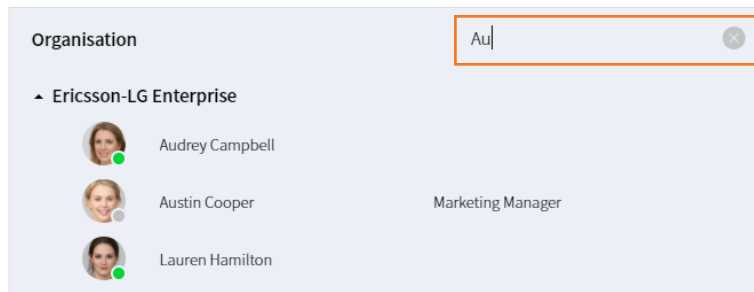 Organisation
Au
Ericsson-LG Enterprise
Audrey Campbell
Austin Cooper Marketing Manager
Lauren Hamilton